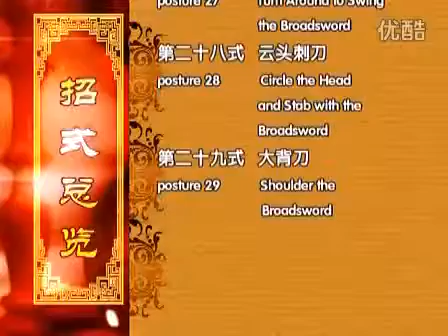 posture 27 Turn Around to Swing
the Broadsword
第二十八式 云头刺刀
posture 28 Circle the Head
and Stab with the
Broadsword
第二十九式 大背刀
posture 29 Shoulder the
Broadsword
招式总览
优酷